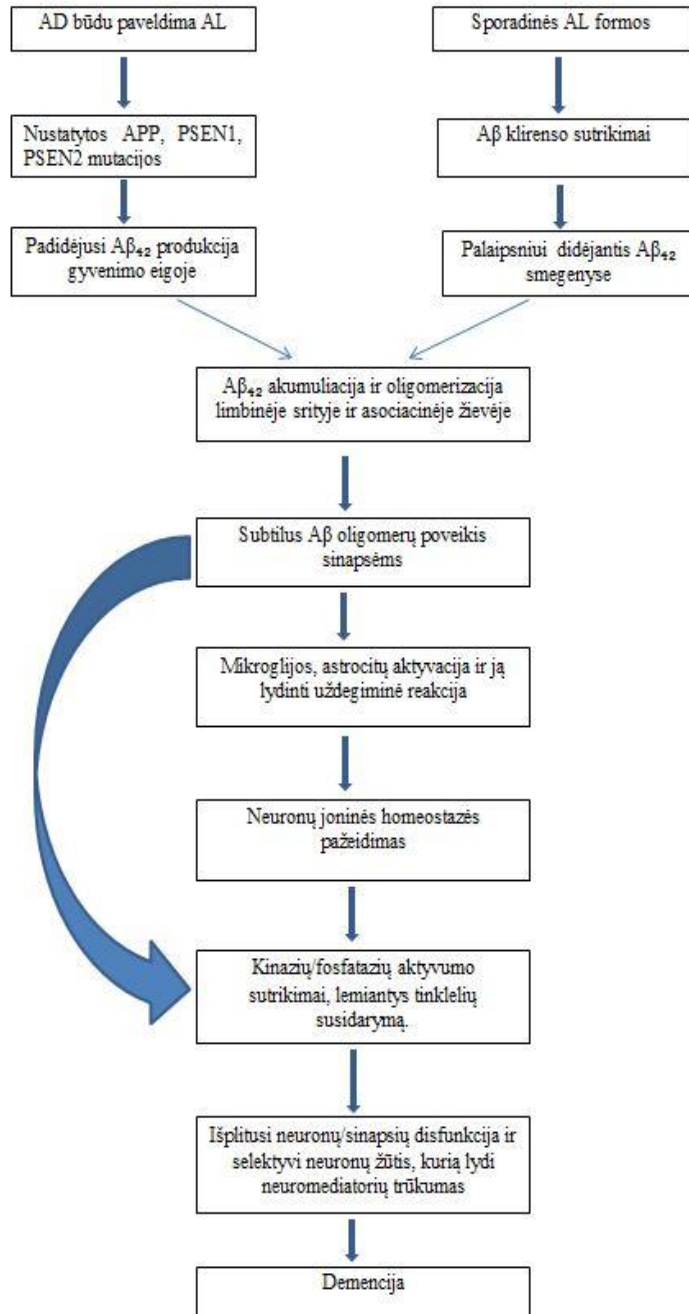 AD būdu paveldima AL
Sporadinės AL formos
Nustatytos APP, PSEN1,
PSEN2 mutacijos
Aβ klirenso sutrikimai
Padidėjusi Aβ₄₂ produkcija
gyvenimo eigoje
Palaipsniui didėjantis Aβ₄₂
smegenyse
Aβ₄₂ akumuliacija ir oligomerizacija
limbinėje srityje ir asociacinėje žievėje
Subtilus Aβ oligomerų poveikis
sinapsėms
Mikroglijos, astrocitų aktyvacija ir ją
lydinti uždegiminė reakcija
Neuronų joninės homeostazės
pažeidimas
Kinazių/fosfatazių aktyvumo
sutrikimai, lemiantys tinklelių
susidarymą.
Išplitusi neuronų/sinapsių disfunkcija ir
selektyvi neuronų žūtis, kurią lydi
neuromediatorių trūkumas
Demencija